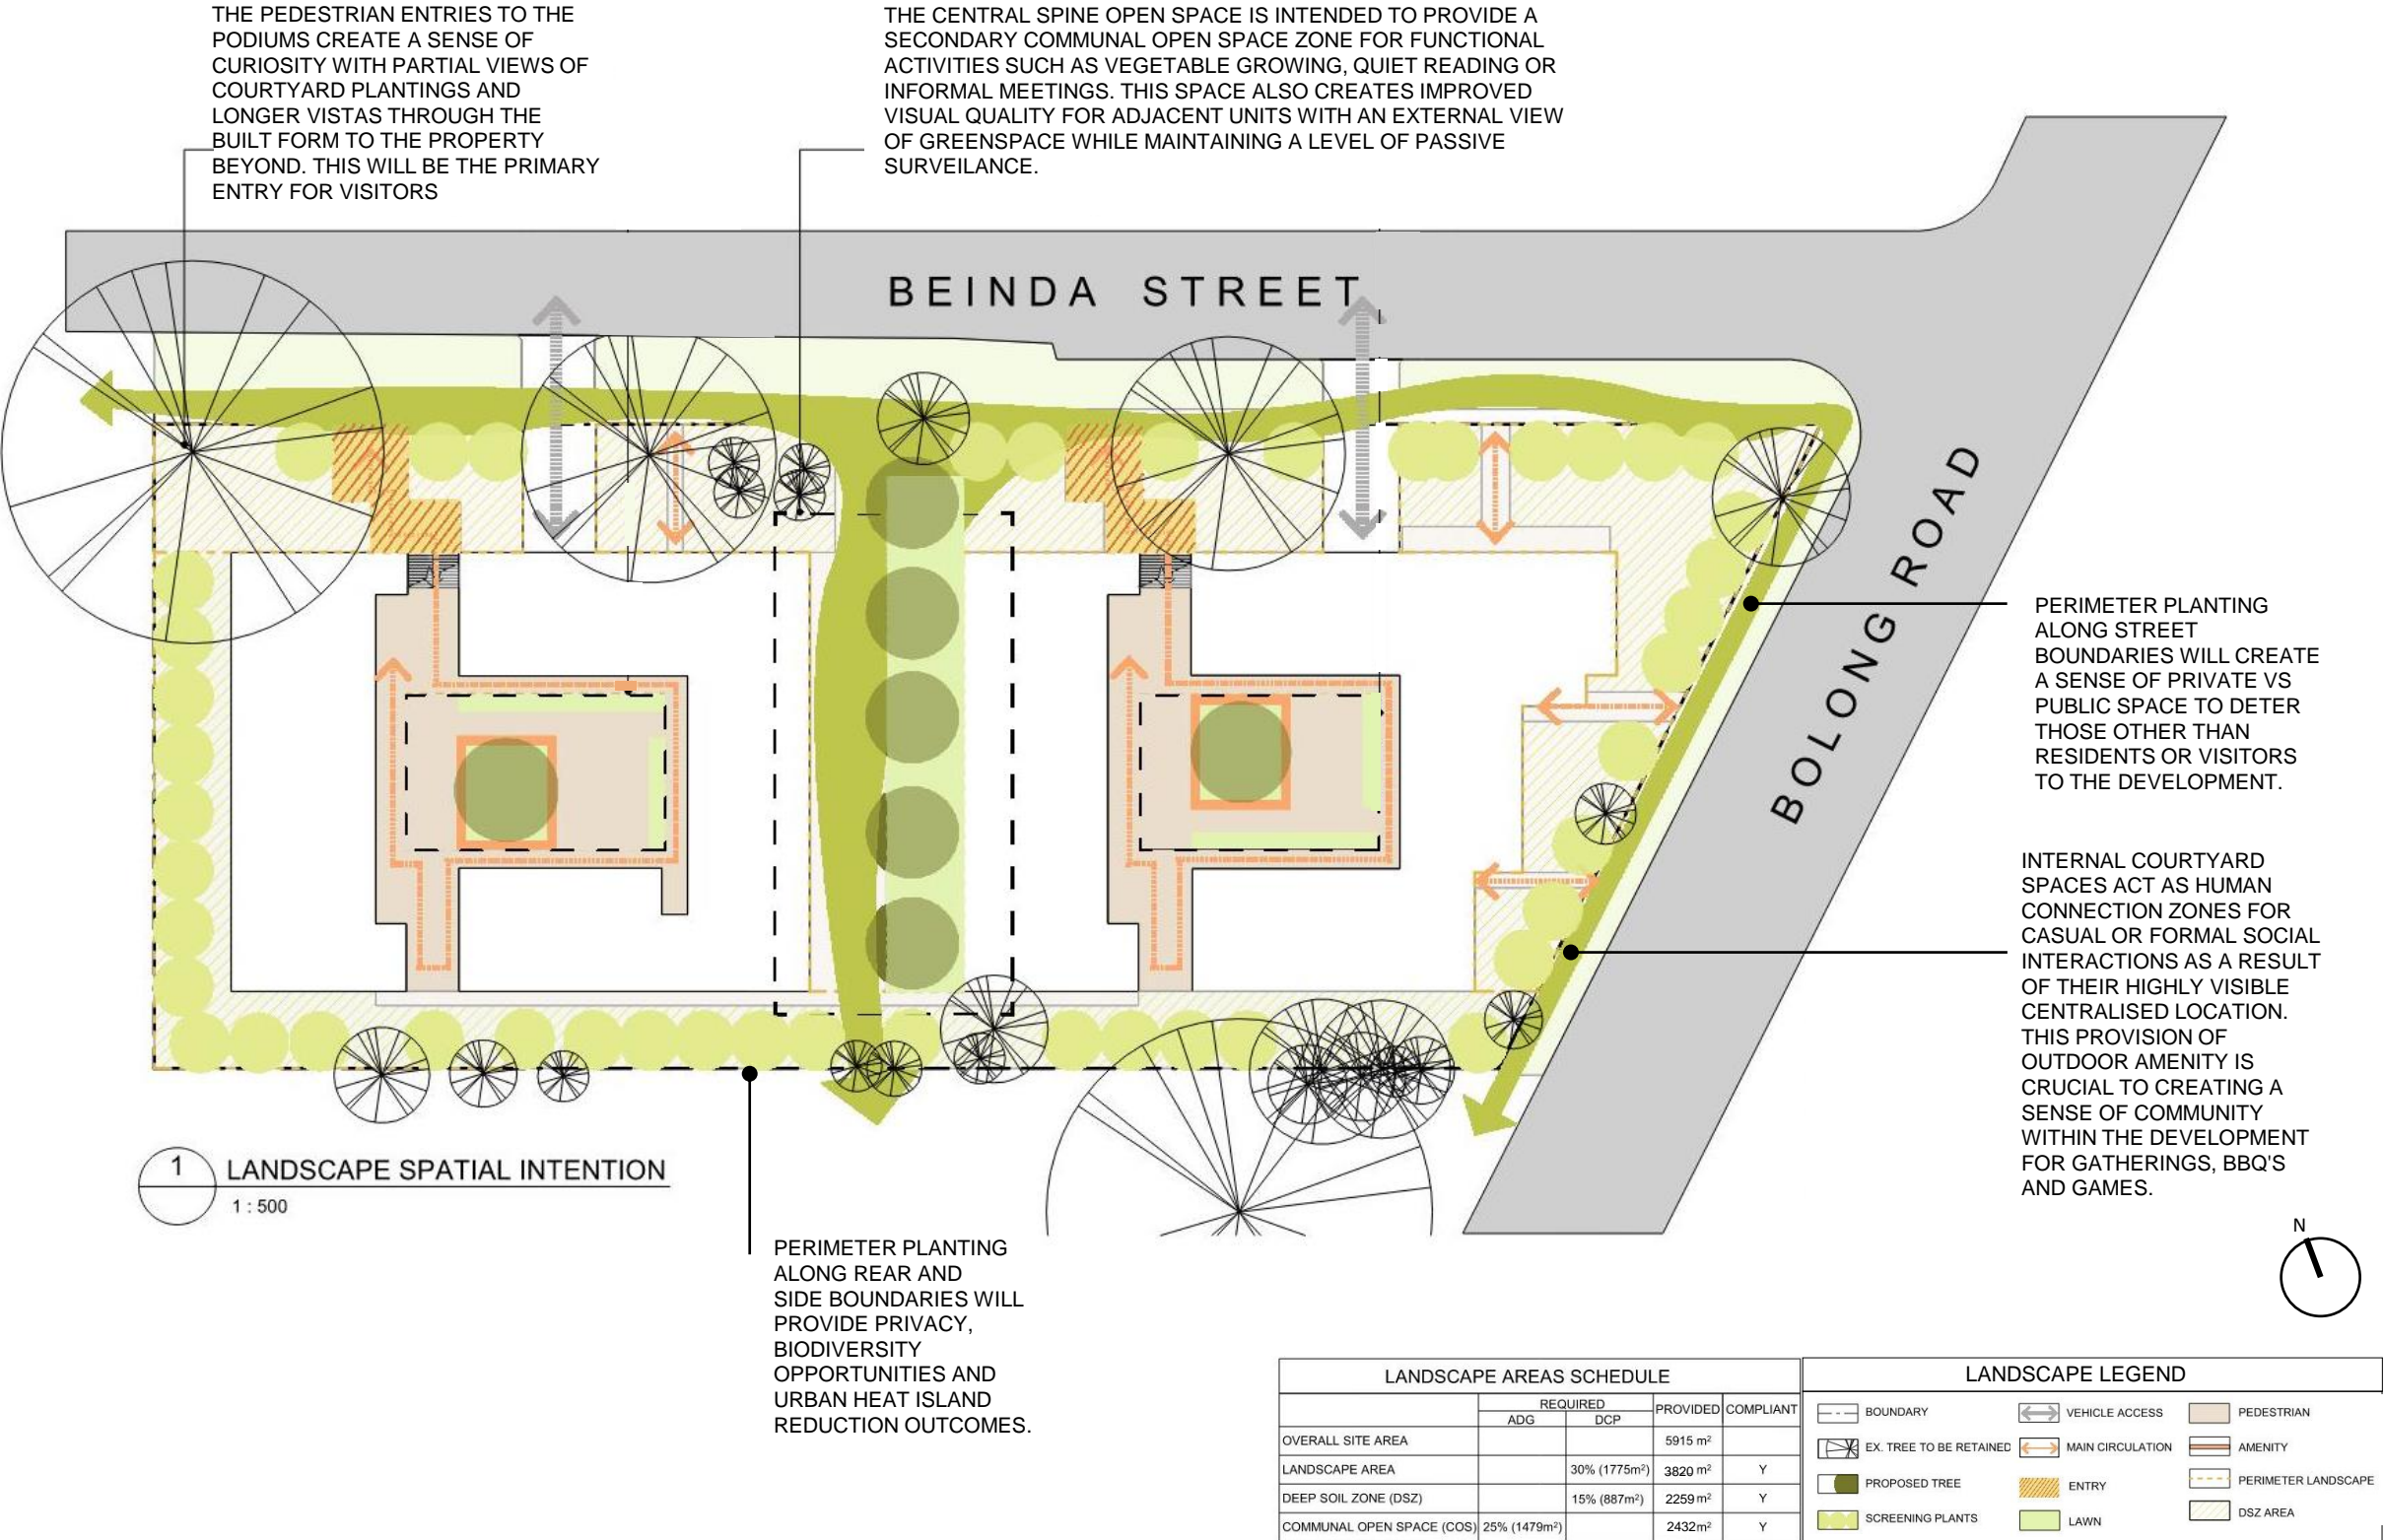 THE PEDESTRIAN ENTRIES TO THE
PODIUMS CREATE A SENSE OF
CURIOSITY WITH PARTIAL VIEWS OF
COURTYARD PLANTINGS AND
LONGER VISTAS THROUGH THE
BUILT FORM TO THE PROPERTY
BEYOND. THIS WILL BE THE PRIMARY
ENTRY FOR VISITORS
THE CENTRAL SPINE OPEN SPACE IS INTENDED TO PROVIDE A
SECONDARY COMMUNAL OPEN SPACE ZONE FOR FUNCTIONAL
ACTIVITIES SUCH AS VEGETABLE GROWING, QUIET READING OR
INFORMAL MEETINGS. THIS SPACE ALSO CREATES IMPROVED
VISUAL QUALITY FOR ADJACENT UNITS WITH AN EXTERNAL VIEW
OF GREENSPACE WHILE MAINTAINING A LEVEL OF PASSIVE
SURVEILANCE.
BEINDA STREET
BOLONG ROAD
PERIMETER PLANTING
ALONG STREET
BOUNDARIES WILL CREATE
A SENSE OF PRIVATE VS
PUBLIC SPACE TO DETER
THOSE OTHER THAN
RESIDENTS OR VISITORS
TO THE DEVELOPMENT.
INTERNAL COURTYARD
SPACES ACT AS HUMAN
CONNECTION ZONES FOR
CASUAL OR FORMAL SOCIAL
INTERACTIONS AS A RESULT
OF THEIR HIGHLY VISIBLE
CENTRALISED LOCATION.
THIS PROVISION OF
OUTDOOR AMENITY IS
CRUCIAL TO CREATING A
SENSE OF COMMUNITY
WITHIN THE DEVELOPMENT
FOR GATHERINGS, BBQ'S
AND GAMES.
1 LANDSCAPE SPATIAL INTENTION
1 : 500
PERIMETER PLANTING
ALONG REAR AND
SIDE BOUNDARIES WILL
PROVIDE PRIVACY,
BIODIVERSITY
OPPORTUNITIES AND
URBAN HEAT ISLAND
REDUCTION OUTCOMES.
N
LANDSCAPE AREAS SCHEDULE
REQUIRED PROVIDED COMPLIANT
ADG DCP
OVERALL SITE AREA 5915 m²
LANDSCAPE AREA 30% (1775m²) 3820 m² Y
DEEP SOIL ZONE (DSZ) 15% (887m²) 2259 m² Y
COMMUNAL OPEN SPACE (COS) 25% (1479m²) 2432m² Y
LANDSCAPE LEGEND
BOUNDARY VEHICLE ACCESS PEDESTRIAN
EX. TREE TO BE RETAINED MAIN CIRCULATION AMENITY
PROPOSED TREE ENTRY PERIMETER LANDSCAPE
SCREENING PLANTS LAWN DSZ AREA